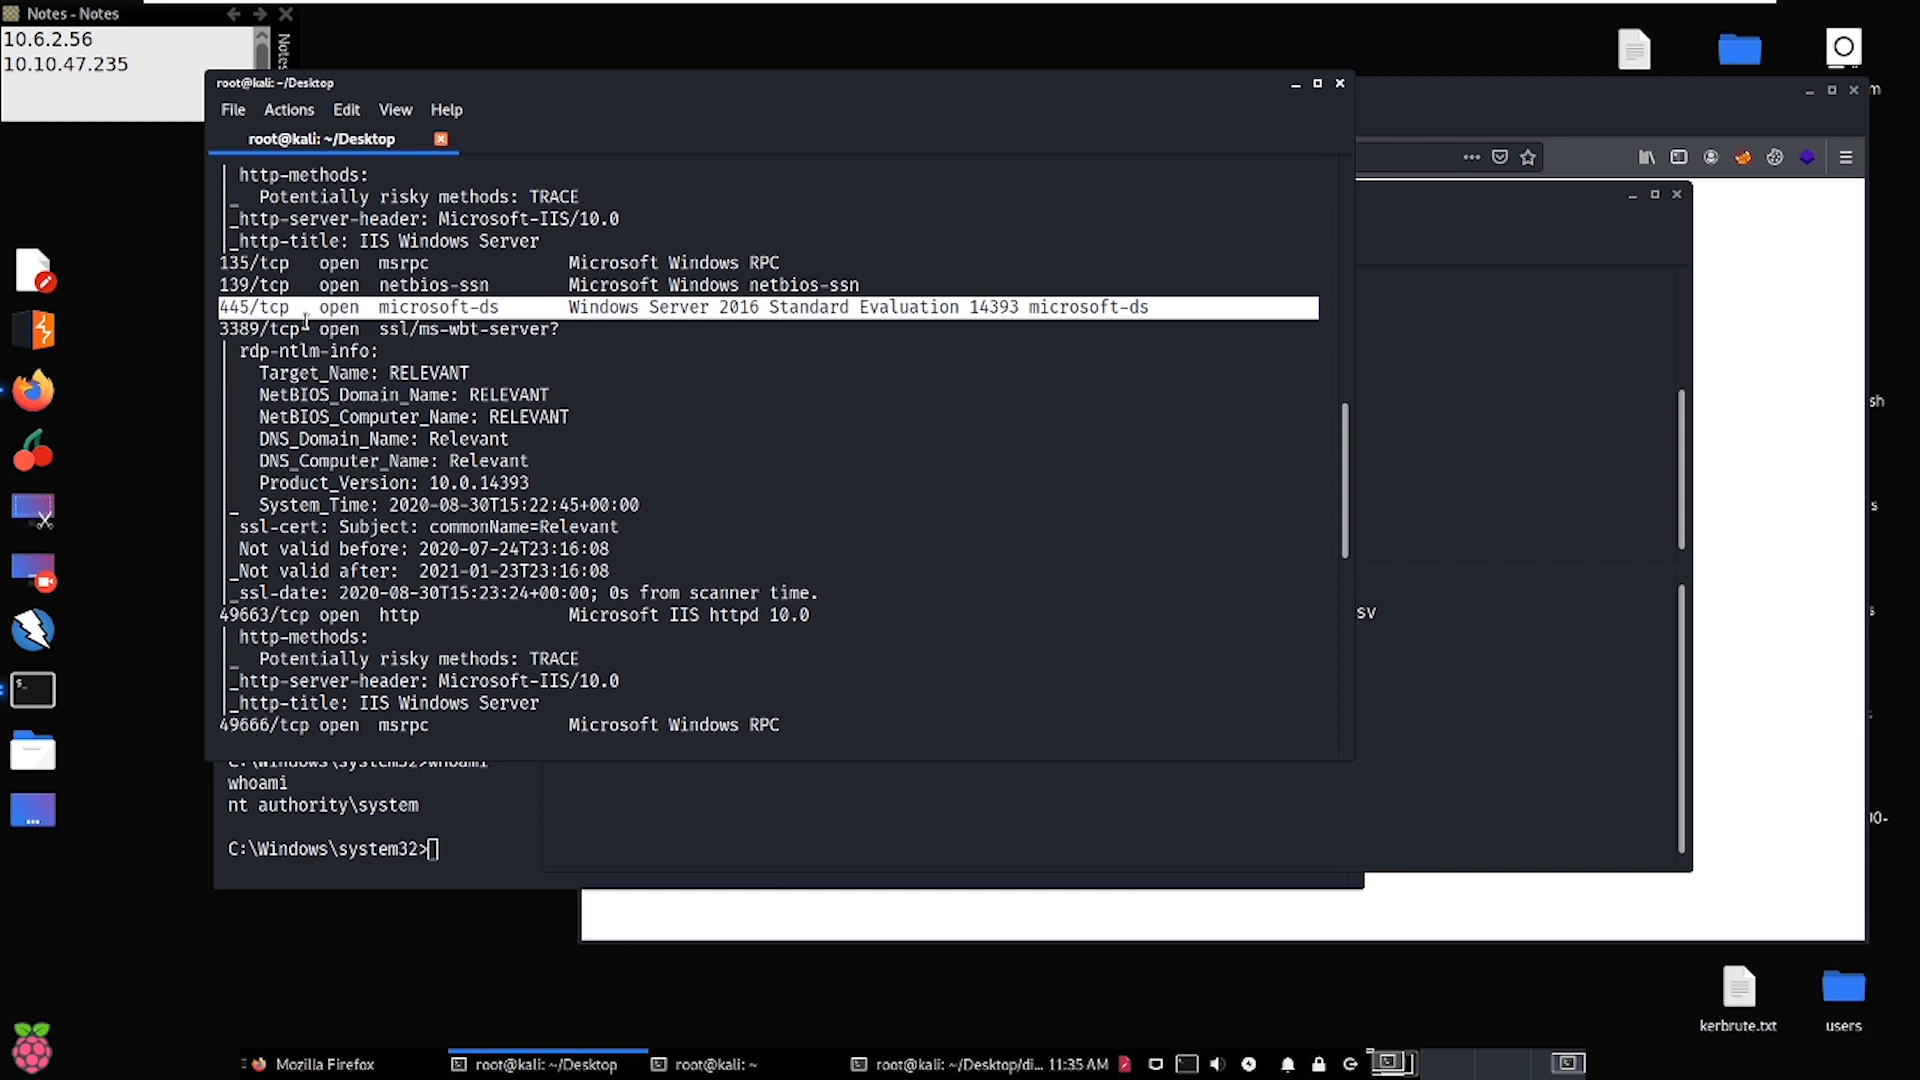 Notes - Notes
10.6.2.56
10.10.47.235
Notes
root@kali: ~/Desktop
File Actions Edit View Help
root@kali: ~/Desktop
http-methods:
|_  Potentially risky methods: TRACE
|_http-server-header: Microsoft-IIS/10.0
|_http-title: IIS Windows Server
135/tcp   open  msrpc              Microsoft Windows RPC
139/tcp   open  netbios-ssn        Microsoft Windows netbios-ssn
445/tcp   open  microsoft-ds       Windows Server 2016 Standard Evaluation 14393 microsoft-ds
3389/tcp  open  ssl/ms-wbt-server?
| rdp-ntlm-info:
|   Target_Name: RELEVANT
|   NetBIOS_Domain_Name: RELEVANT
|   NetBIOS_Computer_Name: RELEVANT
|   DNS_Domain_Name: Relevant
|   DNS_Computer_Name: Relevant
|   Product_Version: 10.0.14393
|_  System_Time: 2020-08-30T15:22:45+00:00
| ssl-cert: Subject: commonName=Relevant
| Not valid before: 2020-07-24T23:16:08
|_Not valid after:  2021-01-23T23:16:08
|_ssl-date: 2020-08-30T15:23:24+00:00; 0s from scanner time.
49663/tcp open  http               Microsoft IIS httpd 10.0
| http-methods:
|_  Potentially risky methods: TRACE
|_http-server-header: Microsoft-IIS/10.0
|_http-title: IIS Windows Server
49666/tcp open  msrpc              Microsoft Windows RPC
C:\Windows\system32>whoami
whoami
nt authority\system
C:\Windows\system32>
sv
m
sh
s
kerbrute.txt
users
Mozilla Firefox
root@kali: ~/Desktop
root@kali: ~
root@kali: ~/Desktop/di... 11:35 AM